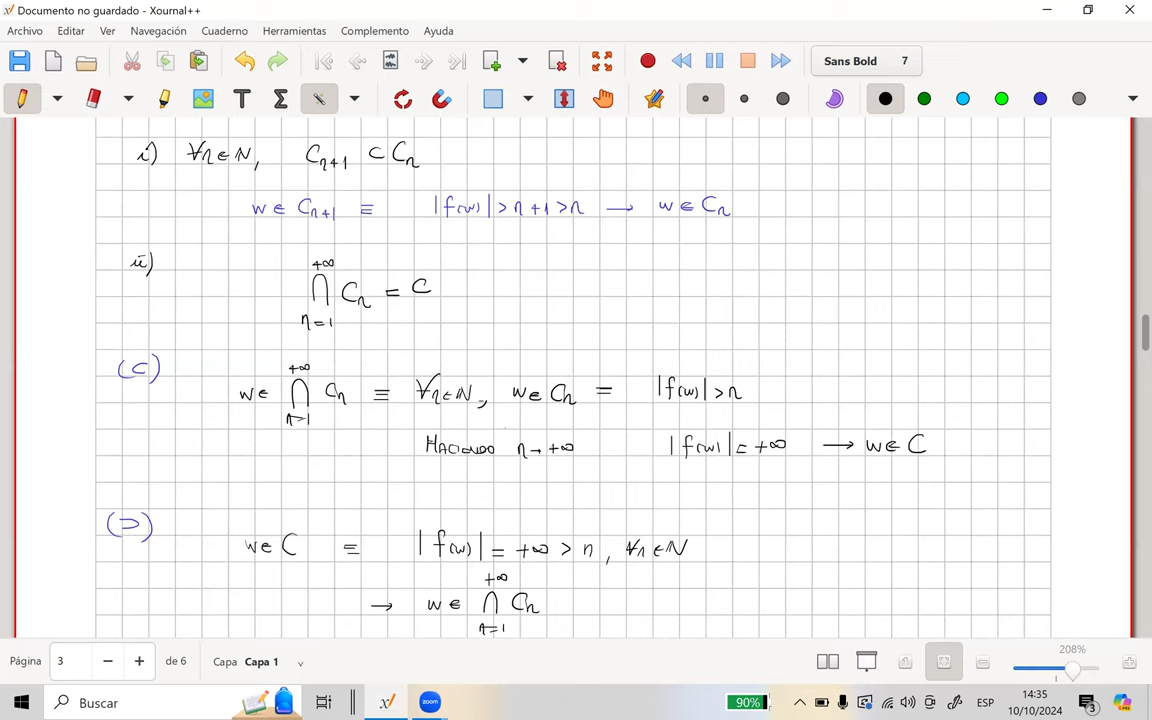 Documento no guardado - Xournal++
Archivo Editar Ver Navegación Cuaderno Herramientas Complemento Ayuda
Sans Bold 7
i) ∀n∈N, Cₙ₊₁ ⊂ Cₙ
w∈ Cₙ₊₁ ≡ |f(w)| > n+1 > n → w∈ Cₙ
ii)
+∞
⋂ Cₙ = C
n=1
(⊂)
+∞
w∈ ⋂ Cₙ ≡ ∀n∈N, w∈Cₙ = |f(w)| > n
n=1
HACIENDO n→+∞ |f(w)| = +∞ → w∈C
(⊃)
w∈C ≡ |f(w)| = +∞ > n, ∀n∈N
+∞
→ w∈ ⋂ Cₙ
n=1
Página 3 de 6 Capa Capa 1 208%
Buscar 90% ESP 14:35
10/10/2024
3
zoom